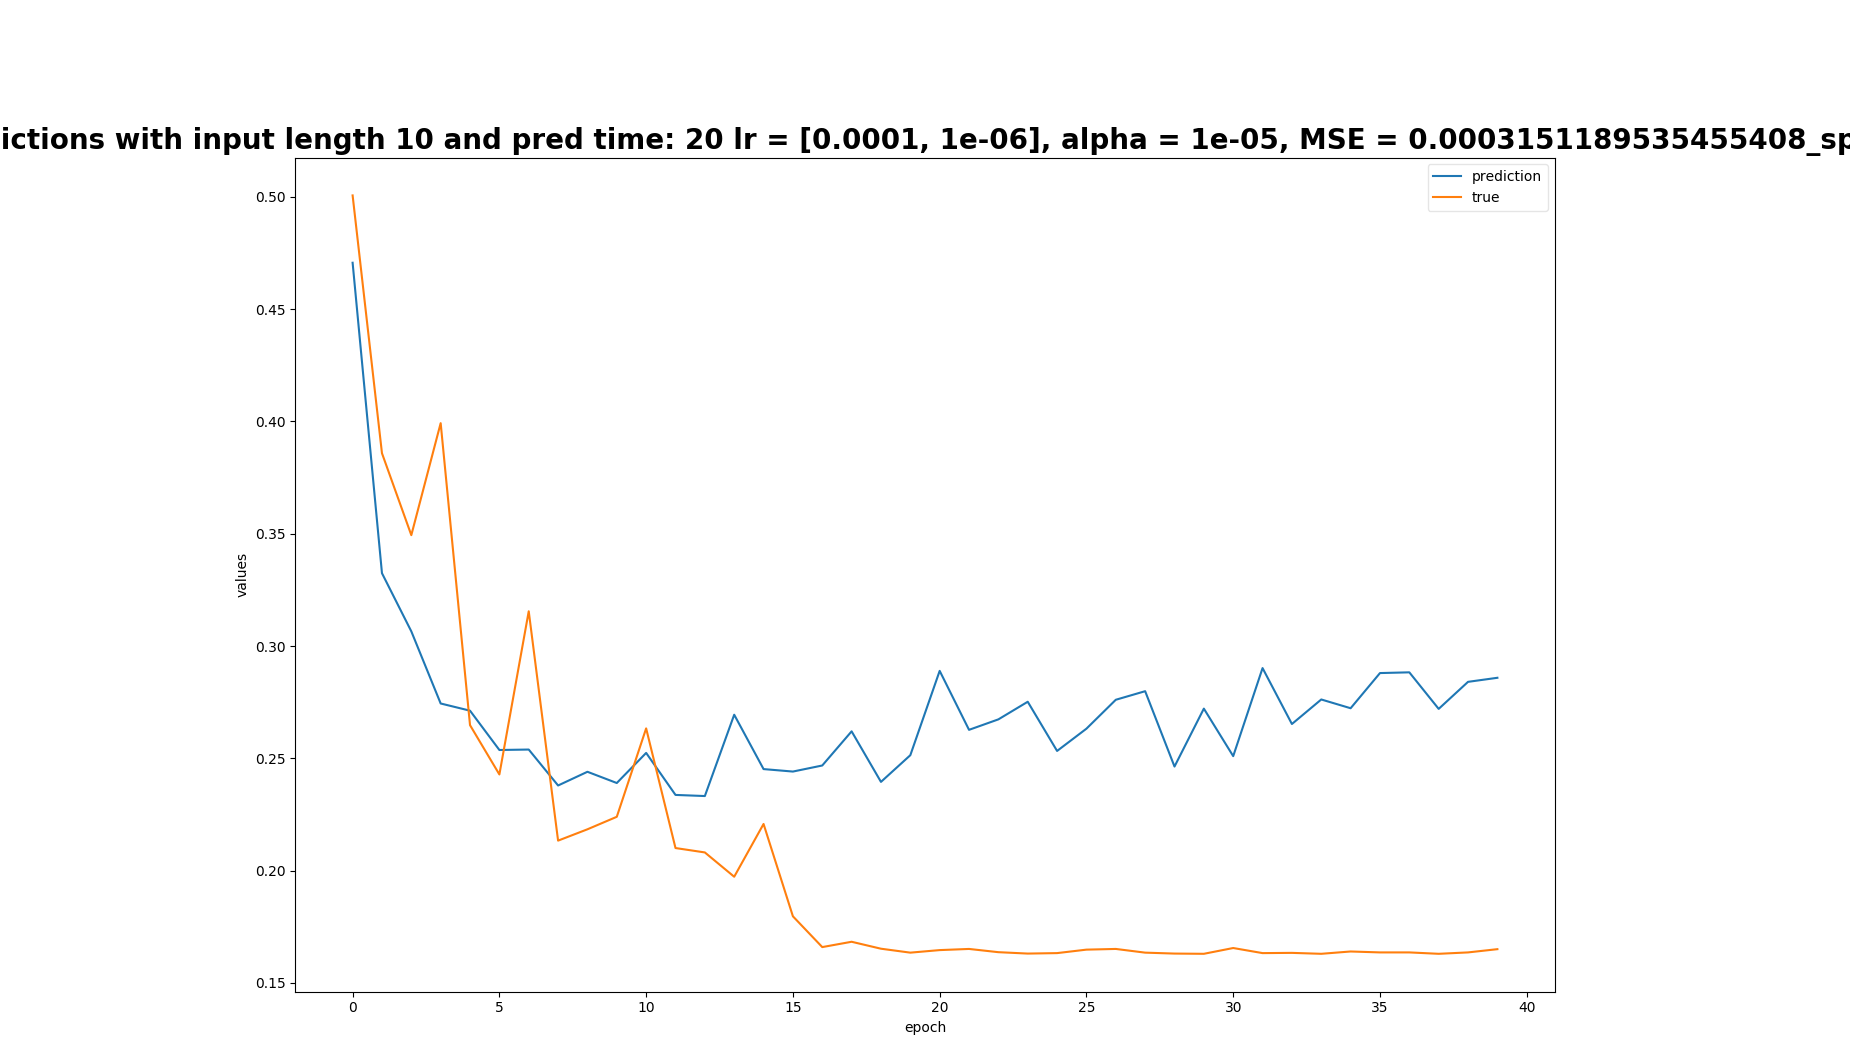 ictions with input length 10 and pred time: 20 lr = [0.0001, 1e-06], alpha = 1e-05, MSE = 0.0003151189535455408_sp
prediction
true
0.50
0.45
0.40
0.35
0.30
0.25
0.20
0.15
values
0 5 10 15 20 25 30 35 40
epoch